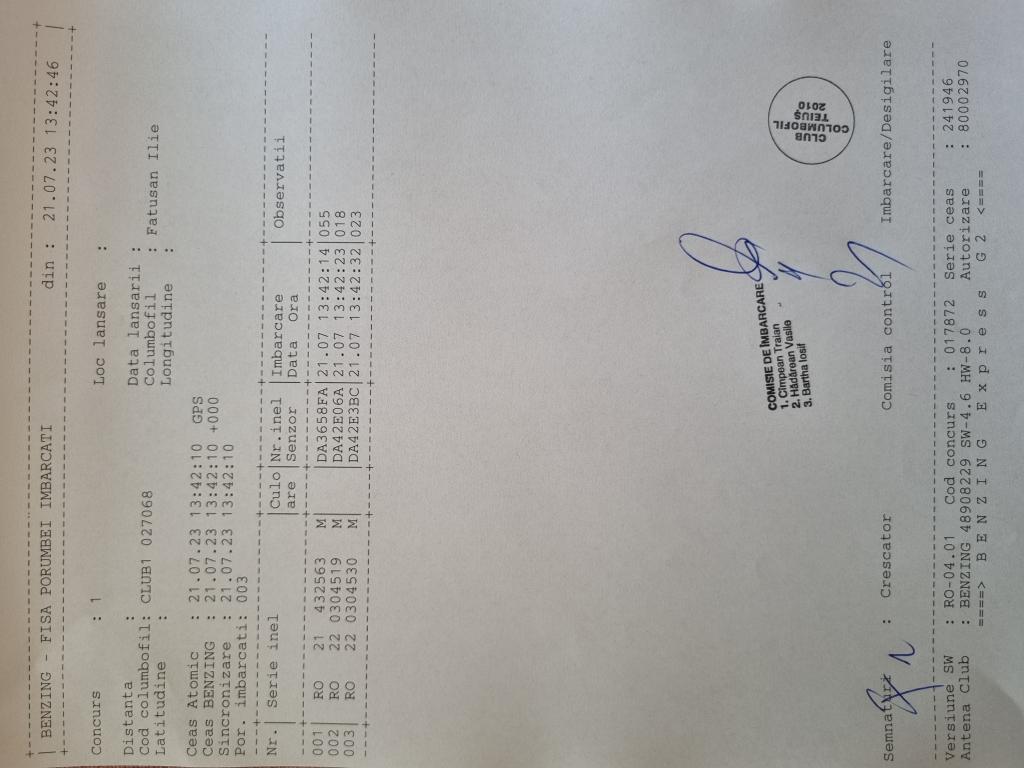 | BENZING - FISA PORUMBEI IMBARCATI din : 21.07.23 13:42:46 |
Concurs : 1 Loc lansare :
Distanta : Data lansarii :
Cod columbofil: CLUB1 027068 Columbofil : Fatusan Ilie
Latitudine : Longitudine :
Ceas Atomic : 21.07.23 13:42:10 GPS
Ceas BENZING : 21.07.23 13:42:10 +000
Sincronizare : 21.07.23 13:42:10
Por. imbarcati: 003
Nr.| Serie inel |Culo|Nr.inel |Imbarcare | Observatii
|are |Senzor |Data Ora |
001 | RO 21 432563 M| |DA3658FA|21.07 13:42:14|055
002 | RO 22 0304519 M| |DA42E06A|21.07 13:42:23|018
003 | RO 22 0304530 M| |DA42E3BC|21.07 13:42:32|023
COMISIE DE ÎMBARCARE
1. Cîmpean Traian
2. Hădărean Vasile
3. Bartha Iosif
CLUB
COLUMBOFIL
TEIUȘ
2010
Semnaturi : Crescator Comisia control Imbarcare/Desigilare
Versiune SW : RO-04.01 Cod concurs : 017872 Serie ceas : 241946
Antena Club : BENZING 48908229 SW-4.6 HW-8.0 Autorizare : 80002970
====> B E N Z I N G E x p r e s s G 2 <====